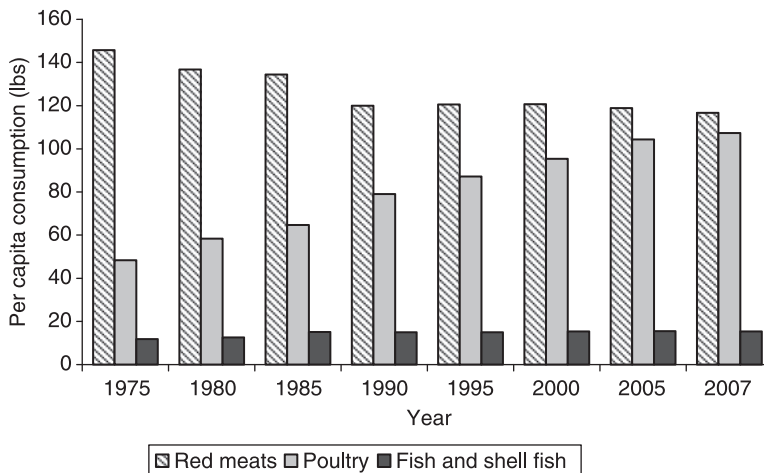 160
140
120
100
80
60
40
20
0
Per capita consumption (lbs)
1975 1980 1985 1990 1995 2000 2005 2007
Year
Red meats Poultry Fish and shell fish